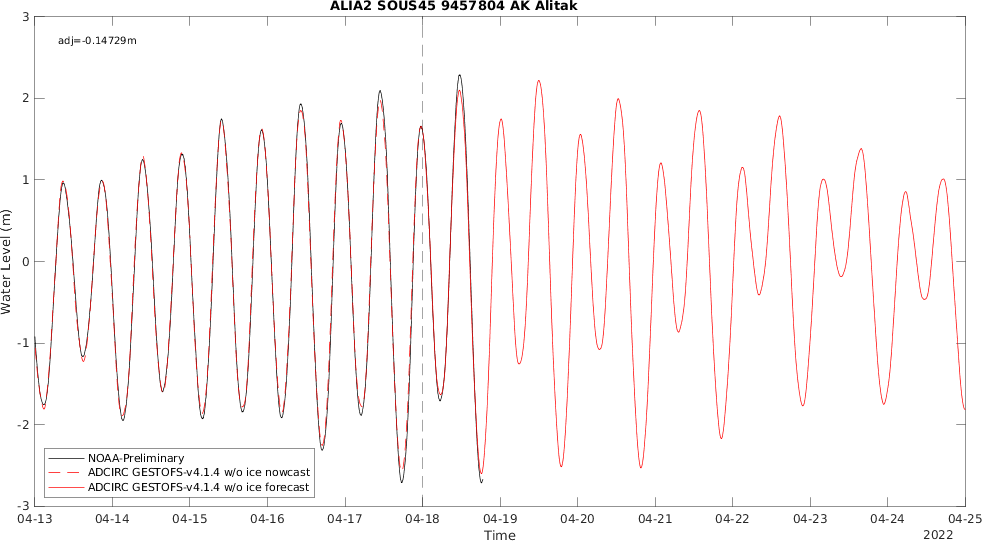 ALIA2 SOUS45 9457804 AK Alitak
adj=-0.14729m
3
2
1
0
-1
-2
-3
Water Level (m)
NOAA-Preliminary
ADCIRC GESTOFS-v4.1.4 w/o ice nowcast
ADCIRC GESTOFS-v4.1.4 w/o ice forecast
04-13 04-14 04-15 04-16 04-17 04-18 04-19 04-20 04-21 04-22 04-23 04-24 04-25
Time
2022